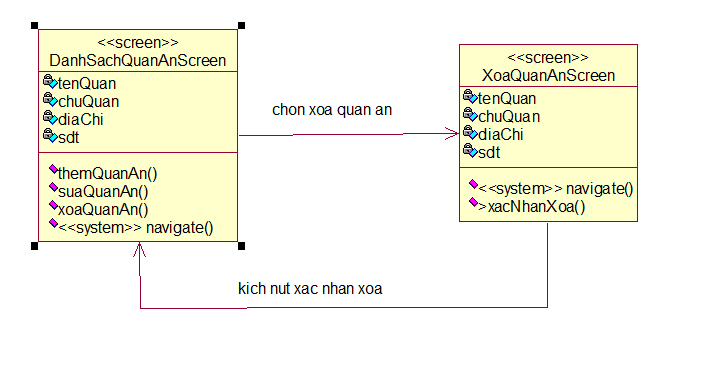 <<screen>>
DanhSachQuanAnScreen
tenQuan
chuQuan
diaChi
sdt
themQuanAn()
suaQuanAn()
xoaQuanAn()
<<system>> navigate()
chon xoa quan an
<<screen>>
XoaQuanAnScreen
tenQuan
chuQuan
diaChi
sdt
<<system>> navigate()
>xacNhanXoa()
kich nut xac nhan xoa